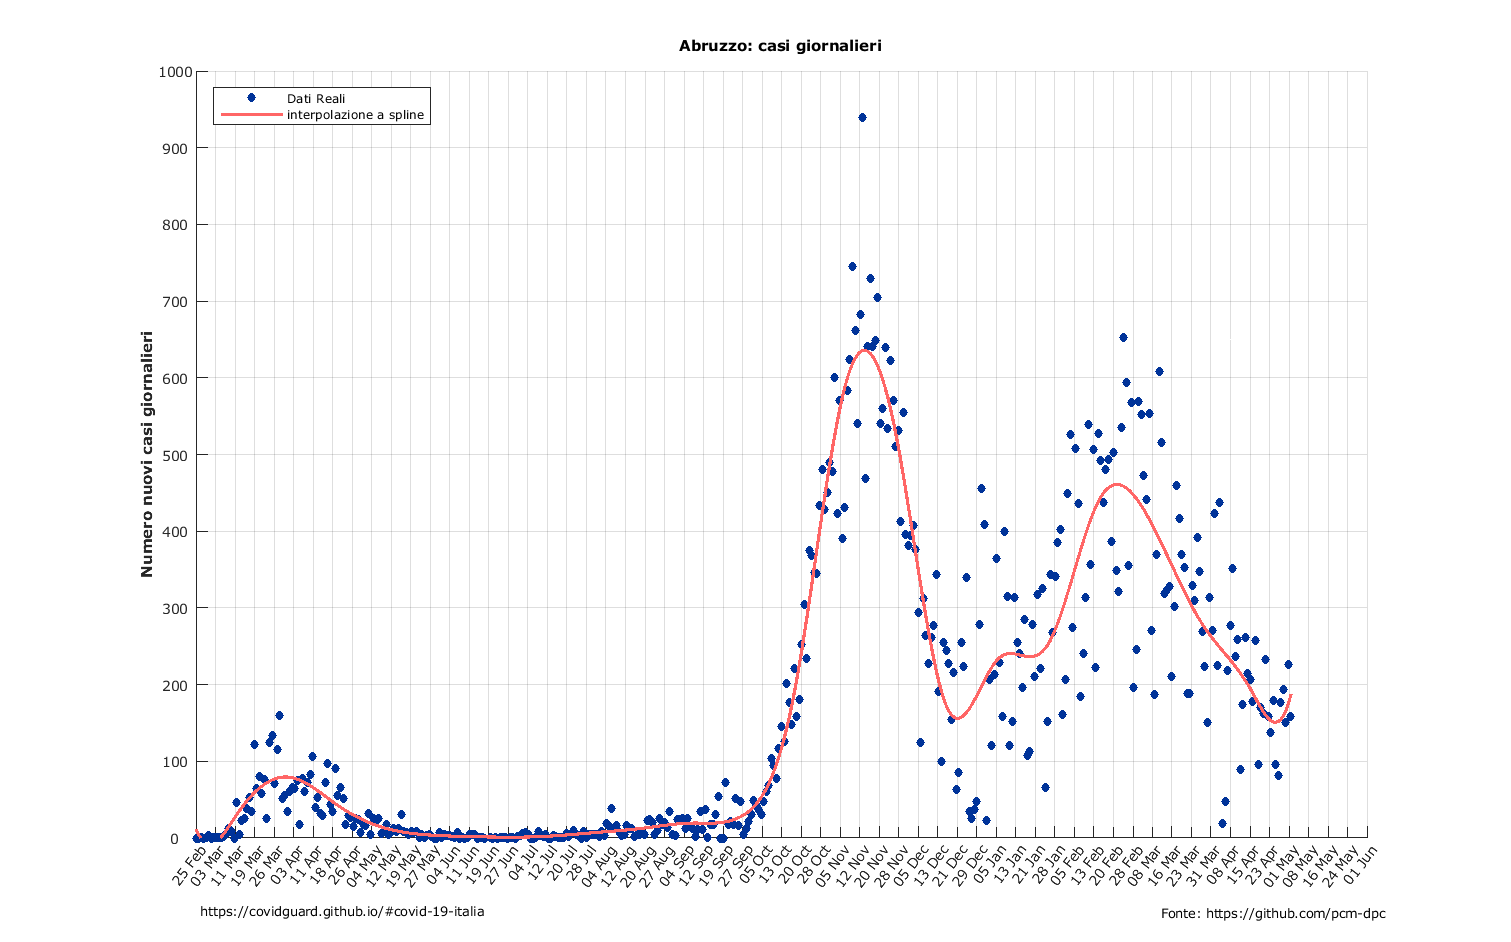 Abruzzo: casi giornalieri
Dati Reali
interpolazione a spline
Numero nuovi casi giornalieri
1000
900
800
700
600
500
400
300
200
100
0
25 Feb
03 Mar
11 Mar
19 Mar
26 Mar
03 Apr
11 Apr
18 Apr
26 Apr
04 May
12 May
19 May
27 May
04 Jun
11 Jun
19 Jun
27 Jun
04 Jul
12 Jul
20 Jul
28 Jul
04 Aug
12 Aug
20 Aug
27 Aug
04 Sep
12 Sep
19 Sep
27 Sep
05 Oct
13 Oct
20 Oct
28 Oct
05 Nov
12 Nov
20 Nov
28 Nov
05 Dec
13 Dec
21 Dec
29 Dec
05 Jan
13 Jan
21 Jan
28 Jan
05 Feb
13 Feb
20 Feb
28 Feb
08 Mar
16 Mar
23 Mar
31 Mar
08 Apr
15 Apr
23 Apr
01 May
08 May
16 May
24 May
01 Jun
https://covidguard.github.io/#covid-19-italia
Fonte: https://github.com/pcm-dpc